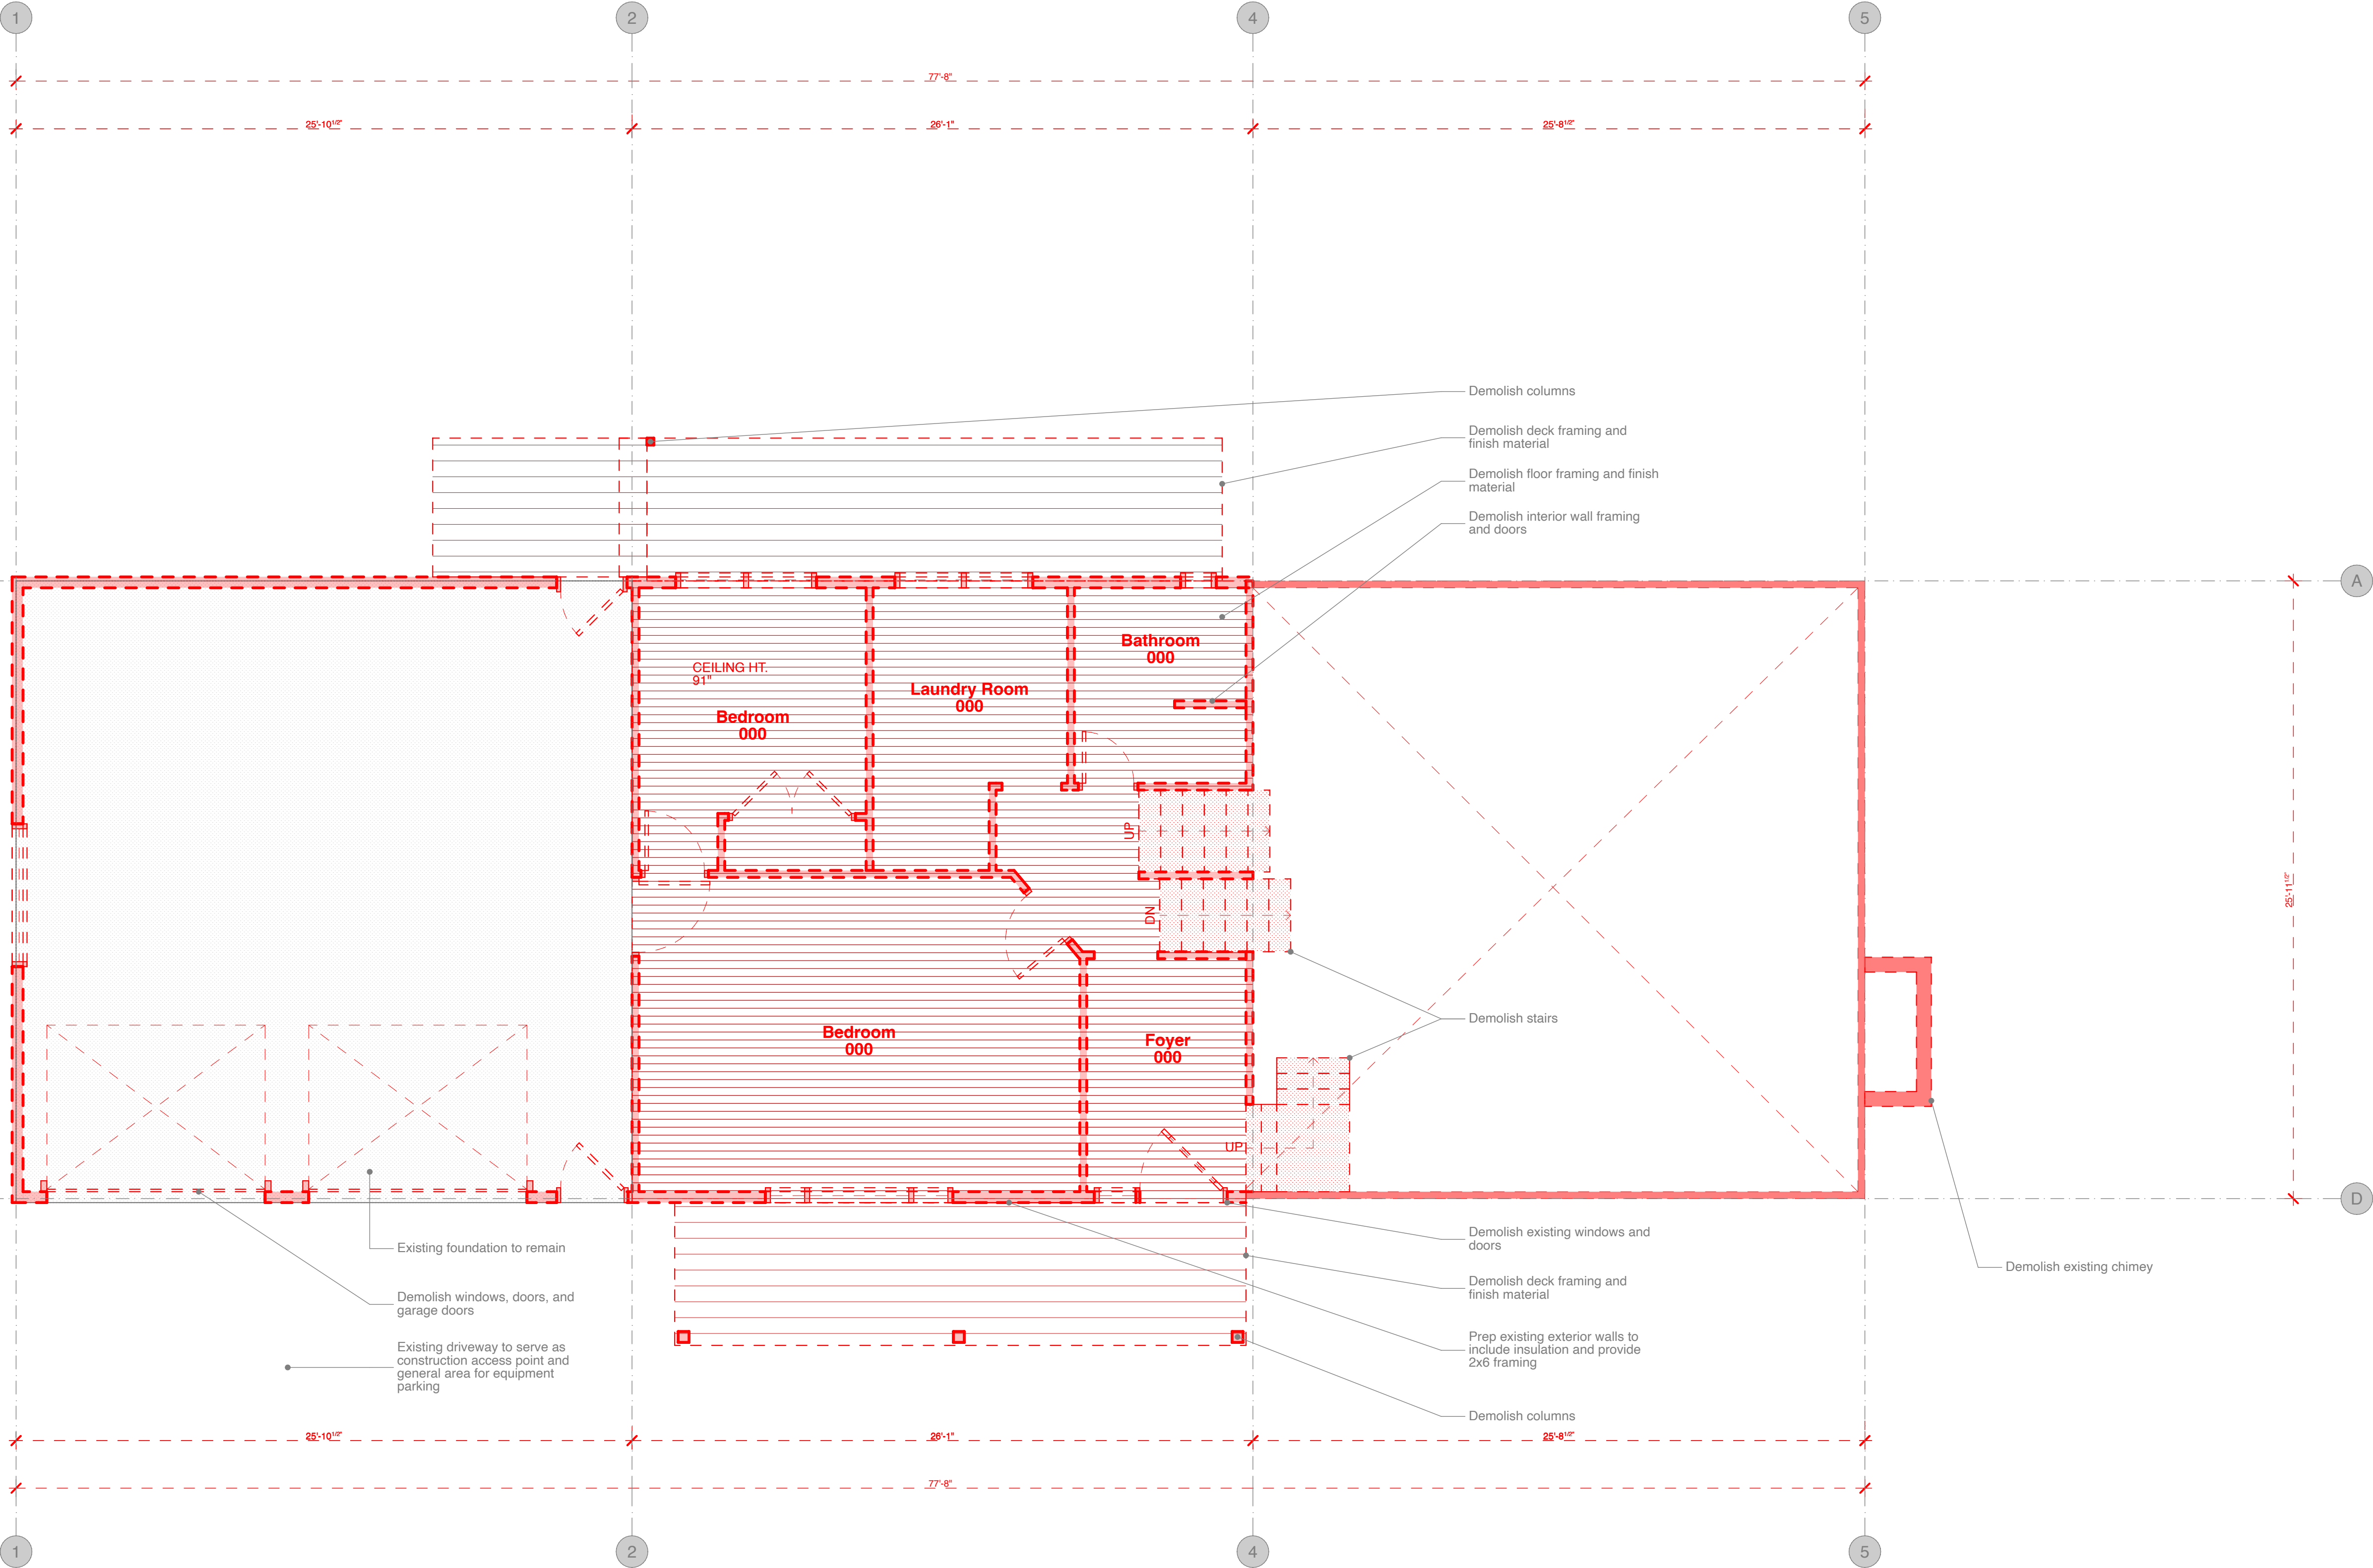 1
2
4
5
77'-8"
25'-10 1/2"
26'-1"
25'-8 1/2"
Demolish columns
Demolish deck framing and
finish material
Demolish floor framing and finish
material
Demolish interior wall framing
and doors
A
Bathroom
000
CEILING HT.
91"
Laundry Room
000
Bedroom
000
UP
DN
25'-11 1/2"
Demolish stairs
Bedroom
000
Foyer
000
UP
D
Existing foundation to remain
Demolish windows, doors, and
garage doors
Existing driveway to serve as
construction access point and
general area for equipment
parking
Demolish existing windows and
doors
Demolish deck framing and
finish material
Prep existing exterior walls to
include insulation and provide
2x6 framing
Demolish columns
Demolish existing chimey
25'-10 1/2"
26'-1"
25'-8 1/2"
77'-8"
1
2
4
5